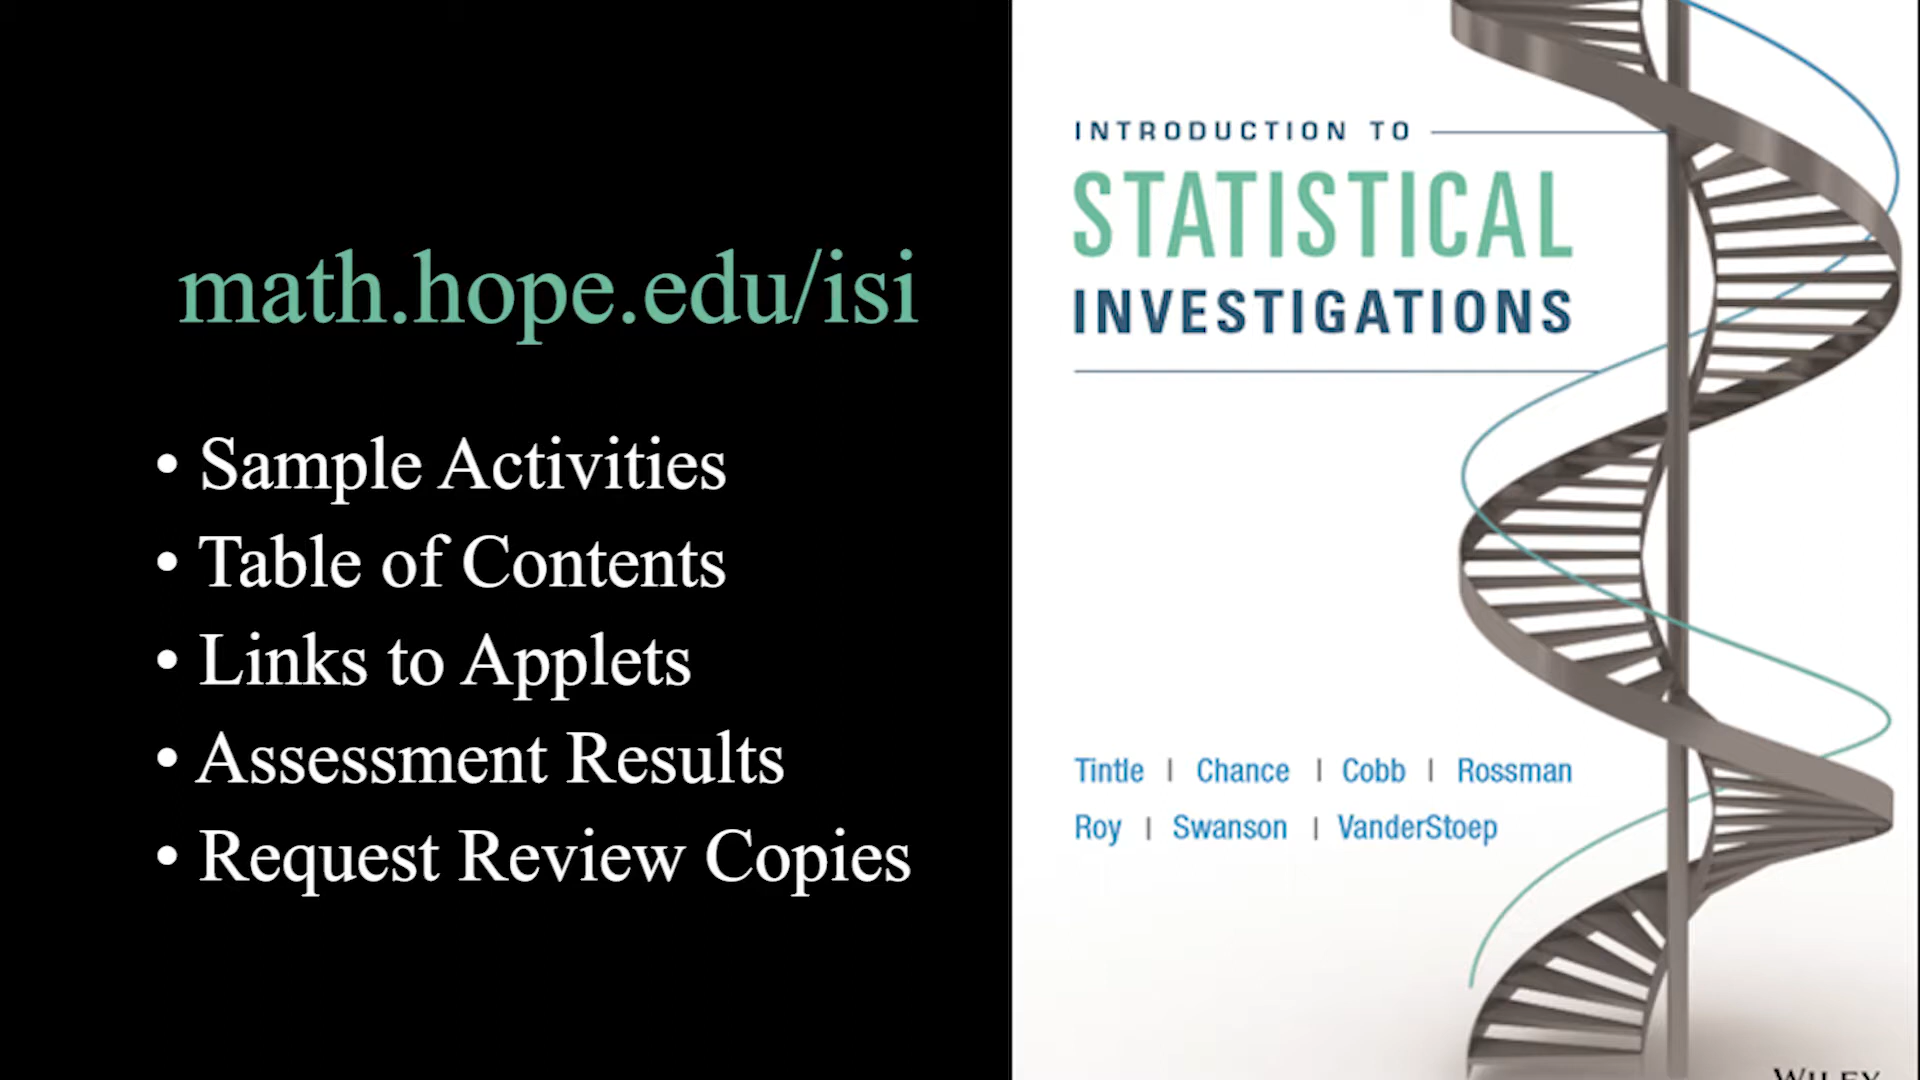 math.hope.edu/isi
• Sample Activities
• Table of Contents
• Links to Applets
• Assessment Results
• Request Review Copies
INTRODUCTION TO
STATISTICAL
INVESTIGATIONS
Tintle | Chance | Cobb | Rossman
Roy | Swanson | VanderStoep
WILEY